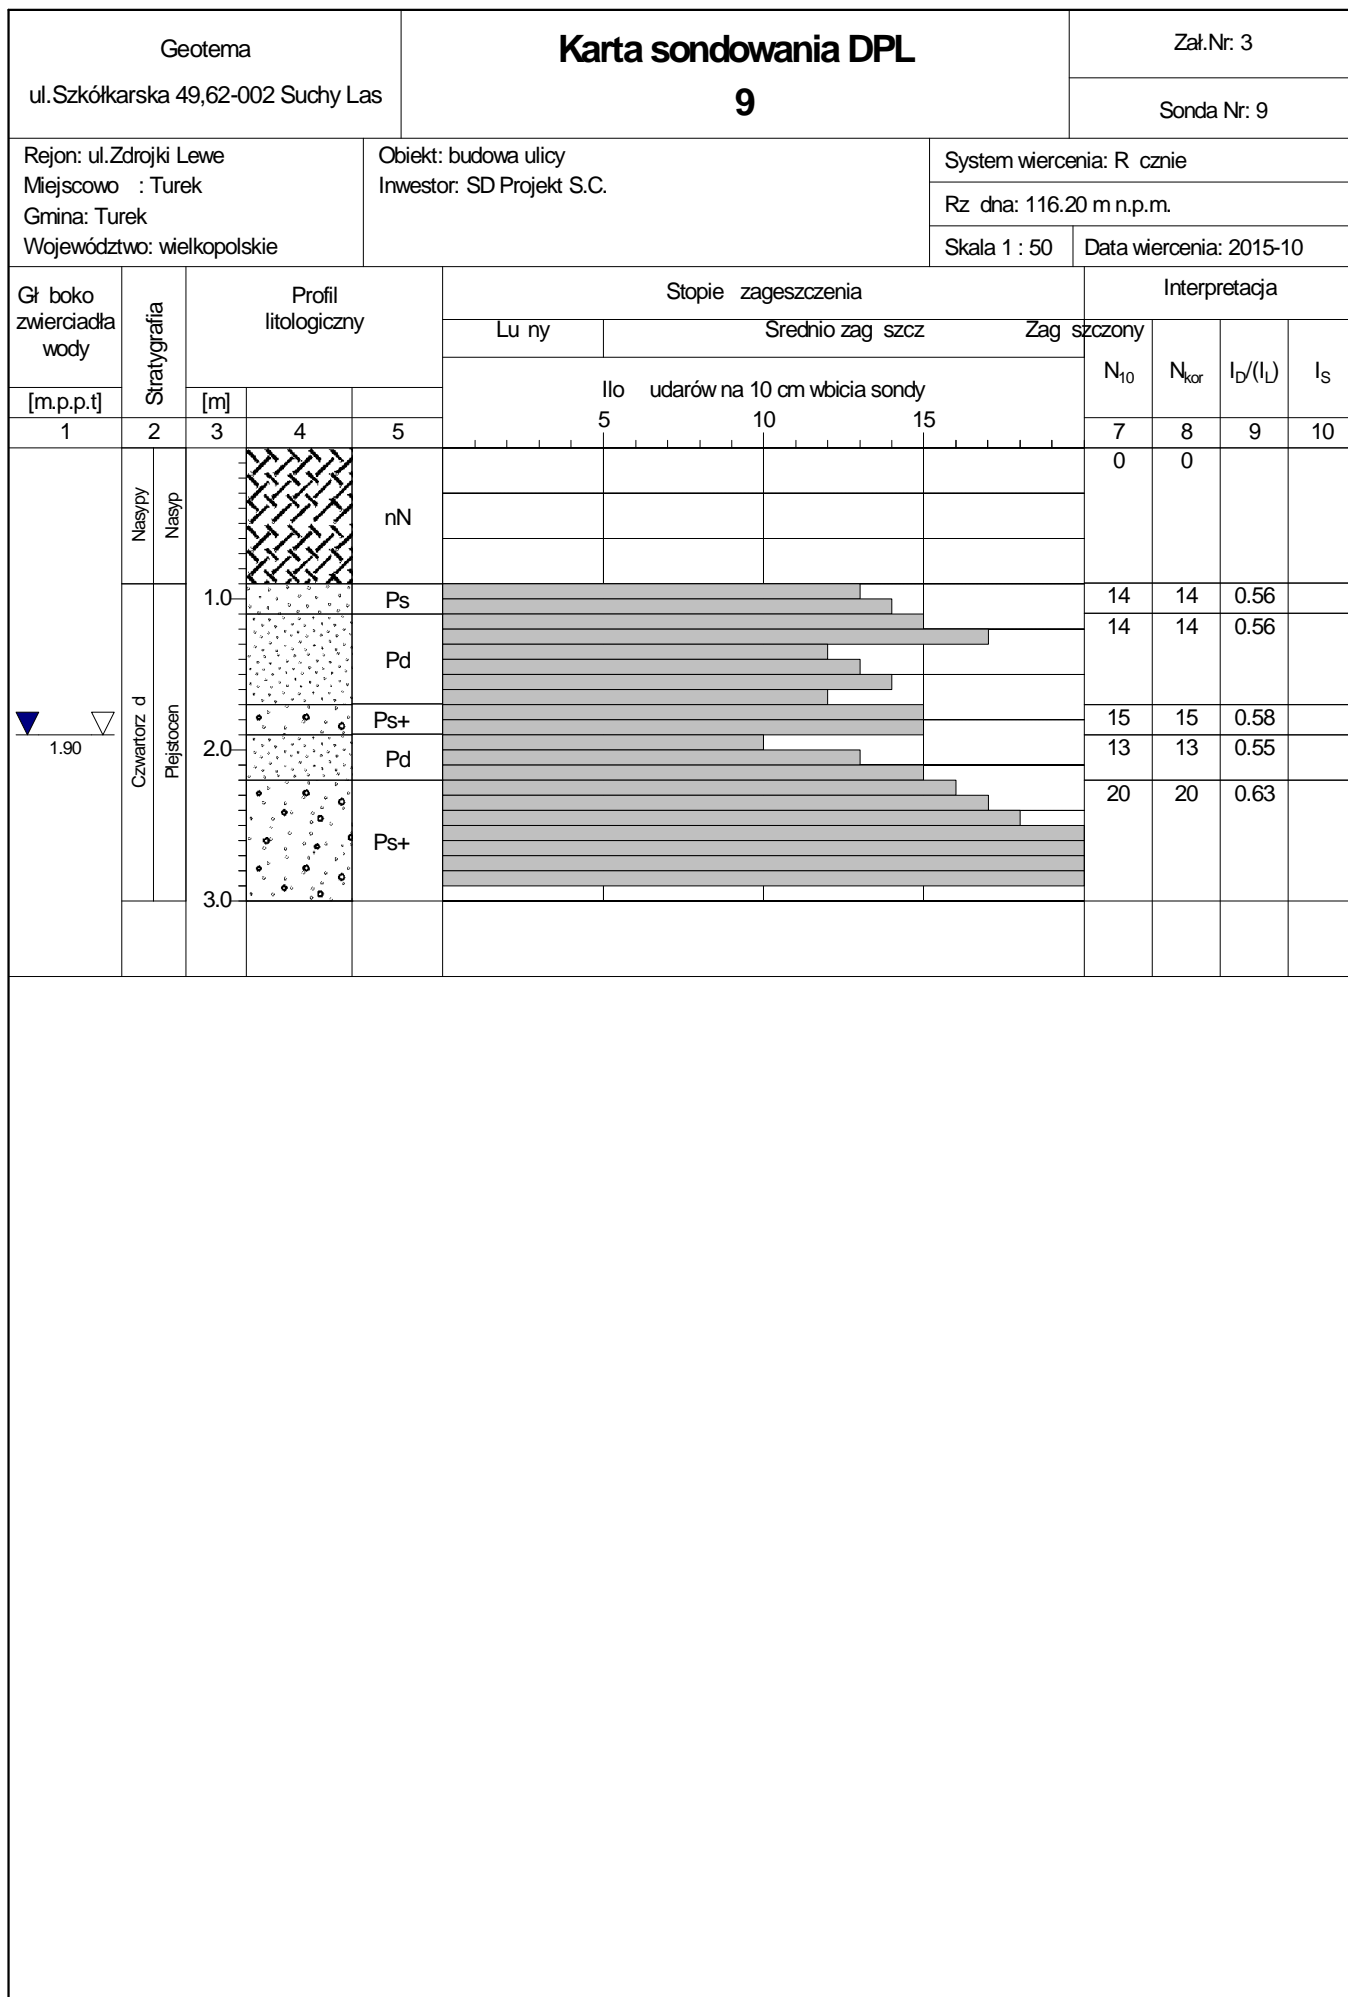 Geotema
ul.Szkółkarska 49,62-002 Suchy Las
Karta sondowania DPL
9
Zał.Nr: 3
Sonda Nr: 9
Rejon: ul.Zdrojki Lewe
Miejscowo : Turek
Gmina: Turek
Województwo: wielkopolskie
Obiekt: budowa ulicy
Inwestor: SD Projekt S.C.
System wiercenia: R cznie
Rz dna: 116.20 m n.p.m.
Skala 1 : 50
Data wiercenia: 2015-10
Gł boko
zwierciadła
wody
[m.p.p.t]
Stratygrafia
Profil
litologiczny
[m]
Stopie zageszczenia
Lu ny
Srednio zag szcz
Zag szczony
Ilo udarów na 10 cm wbicia sondy
5 10 15
Interpretacja
N10 Nkor ID/(IL) IS
1 2 3 4 5 7 8 9 10
Nasypy
Nasyp
nN
0 0
1.0
Ps
14 14 0.56
Pd
14 14 0.56
Czwartorz d
Plejstocen
1.90
Ps+
15 15 0.58
2.0
Pd
13 13 0.55
Ps+
20 20 0.63
3.0